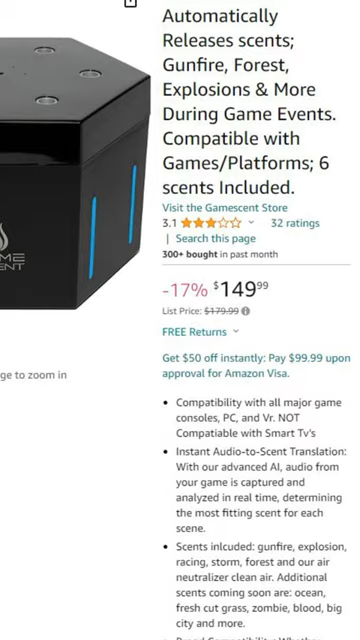 Automatically
Releases scents;
Gunfire, Forest,
Explosions & More
During Game Events.
Compatible with
Games/Platforms; 6
scents Included.
Visit the Gamescent Store
3.1 32 ratings
| Search this page
300+ bought in past month
-17% $149⁹⁹
List Price: $179.99
FREE Returns
Get $50 off instantly: Pay $99.99 upon
approval for Amazon Visa.
ge to zoom in
• Compatibility with all major game
consoles, PC, and Vr. NOT
Compatiable with Smart Tv's
• Instant Audio-to-Scent Translation:
With our advanced AI, audio from
your game is captured and
analyzed in real time, determining
the most fitting scent for each
scene.
• Scents inlcuded: gunfire, explosion,
racing, storm, forest and our air
neutralizer clean air. Additional
scents coming soon are: ocean,
fresh cut grass, zombie, blood, big
city and more.
ME
ENT